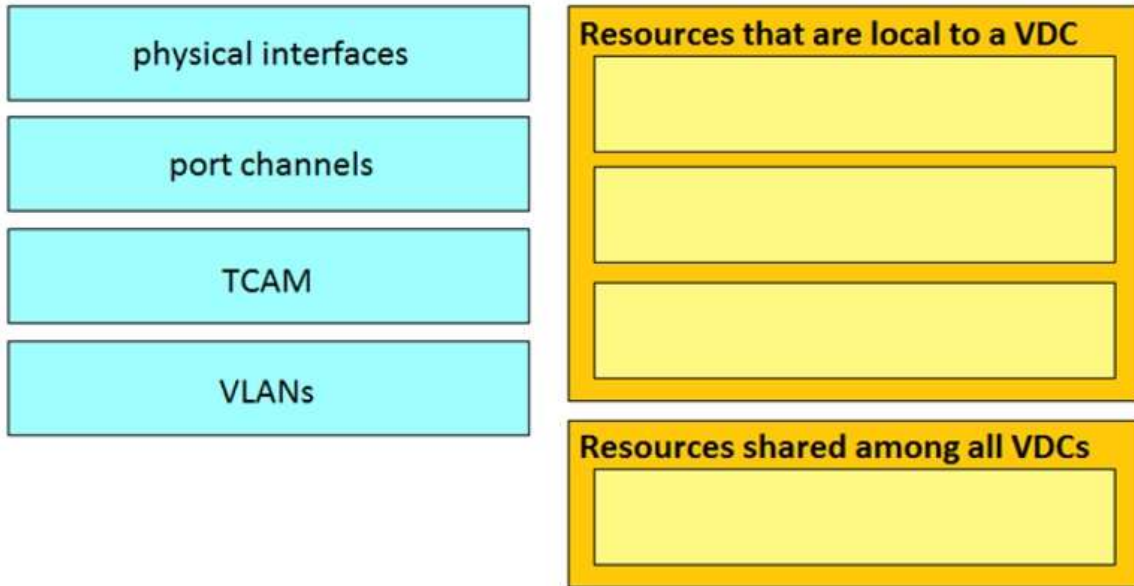 physical interfaces
port channels
TCAM
VLANs
Resources that are local to a VDC
Resources shared among all VDCs